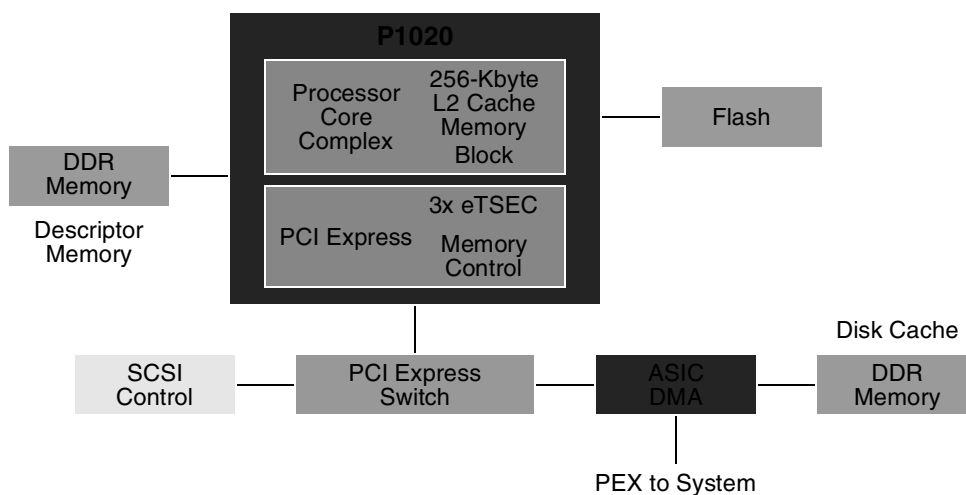 P1020
Processor
Core
Complex
256-Kbyte
L2 Cache
Memory
Block
Flash
DDR
Memory
Descriptor
Memory
PCI Express
3x eTSEC
Memory
Control
Disk Cache
SCSI
Control
PCI Express
Switch
ASIC
DMA
DDR
Memory
PEX to System